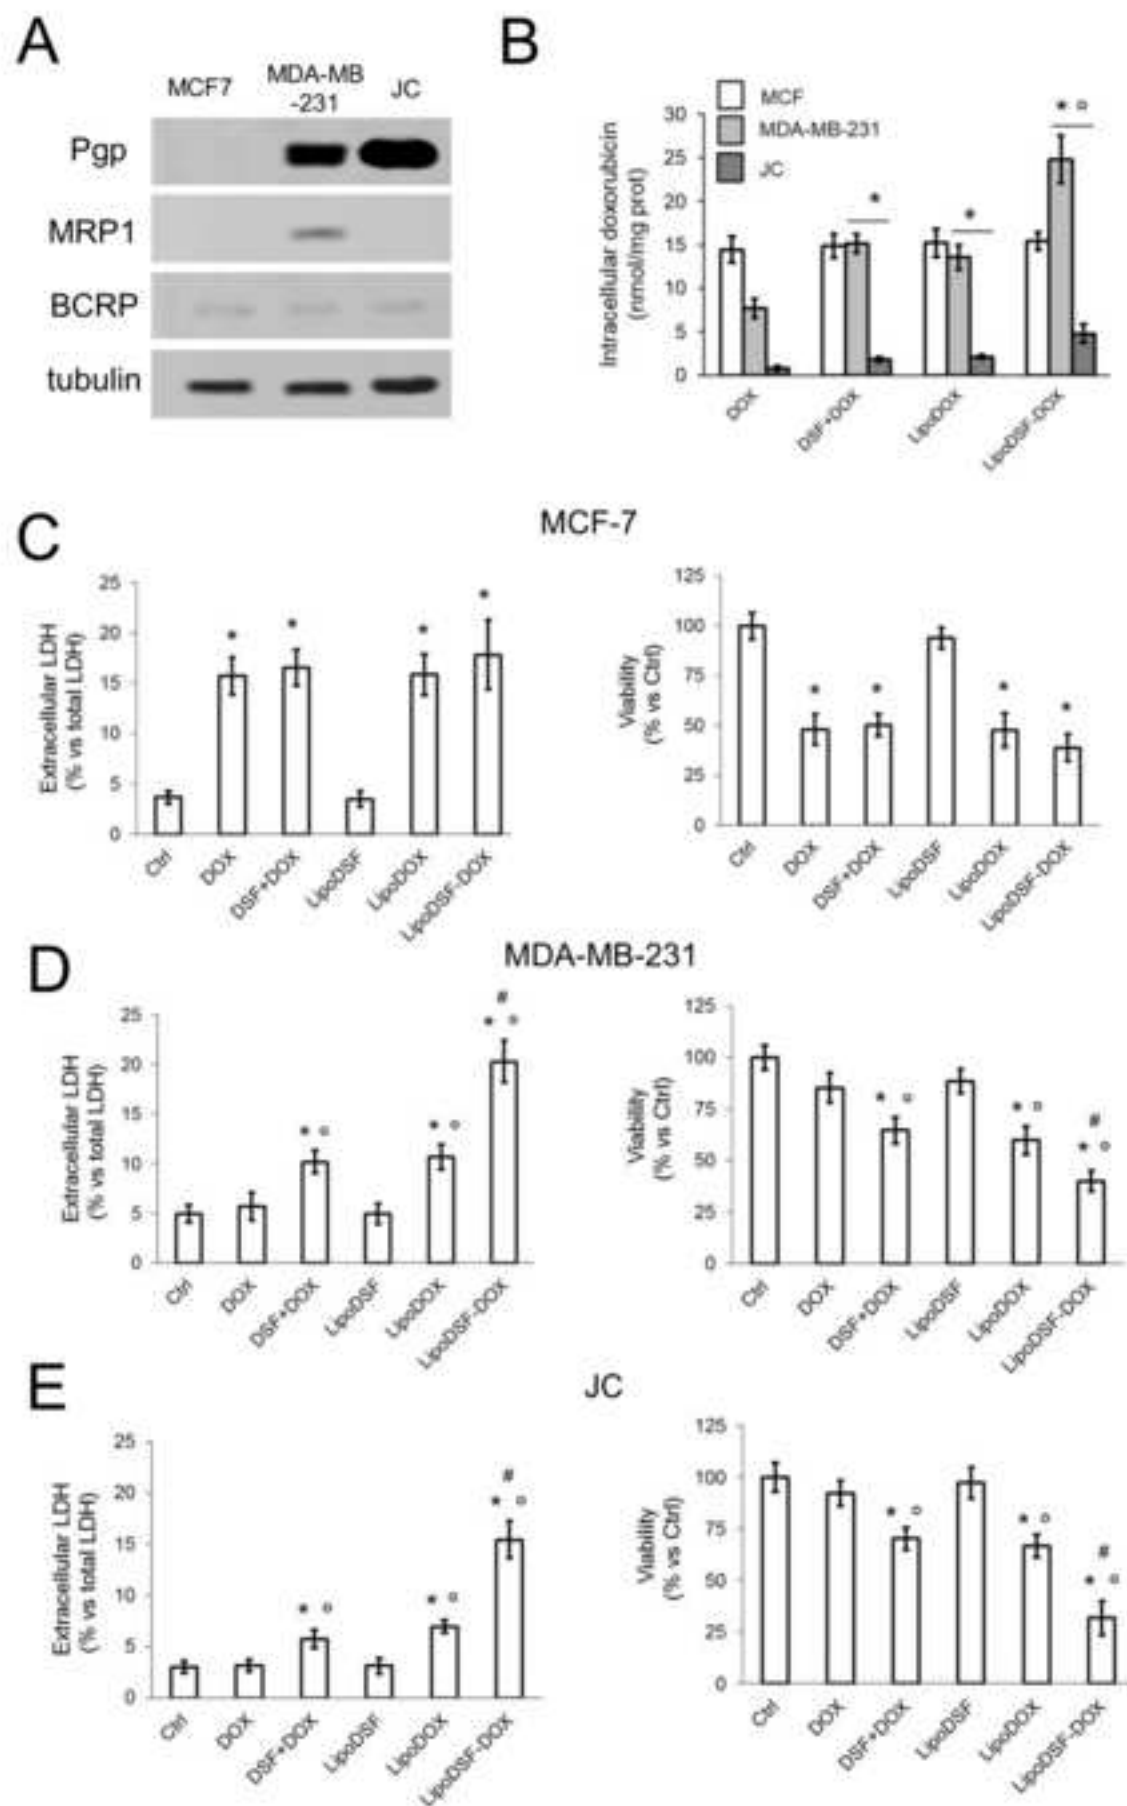 A
MCF7
MDA-MB
-231
JC
Pgp
MRP1
BCRP
tubulin
B
MCF
MDA-MB-231
JC
Intracellular doxorubicin
(nmol/mg prot)
30
25
20
15
10
5
0
* ¤
*
*
DOX
DSF+DOX
LipoDOX
LipoDSF-DOX
C
MCF-7
Extracellular LDH
(% vs total LDH)
25
20
15
10
5
0
*
*
*
*
Ctrl
DOX
DSF+DOX
LipoDSF
LipoDOX
LipoDSF-DOX
Viability
(% vs Ctrl)
125
100
75
50
25
0
*
*
*
*
Ctrl
DOX
DSF+DOX
LipoDSF
LipoDOX
LipoDSF-DOX
D
MDA-MB-231
Extracellular LDH
(% vs total LDH)
25
20
15
10
5
0
* ¤
* ¤
#
* ¤
Ctrl
DOX
DSF+DOX
LipoDSF
LipoDOX
LipoDSF-DOX
Viability
(% vs Ctrl)
125
100
75
50
25
0
* ¤
* ¤
#
* ¤
Ctrl
DOX
DSF+DOX
LipoDSF
LipoDOX
LipoDSF-DOX
E
JC
Extracellular LDH
(% vs total LDH)
25
20
15
10
5
0
* ¤
* ¤
#
* ¤
Ctrl
DOX
DSF+DOX
LipoDSF
LipoDOX
LipoDSF-DOX
Viability
(% vs Ctrl)
125
100
75
50
25
0
* ¤
* ¤
#
* ¤
Ctrl
DOX
DSF+DOX
LipoDSF
LipoDOX
LipoDSF-DOX